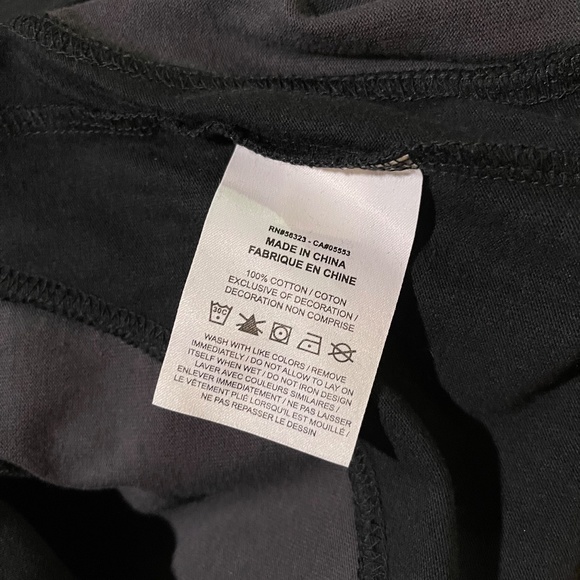 RN#56323 - CA#05553
MADE IN CHINA
FABRIQUE EN CHINE
100% COTTON / COTON
EXCLUSIVE OF DECORATION /
DECORATION NON COMPRISE
30C
WASH WITH LIKE COLORS / REMOVE
IMMEDIATELY / DO NOT ALLOW TO LAY ON
ITSELF WHEN WET / DO NOT IRON DESIGN
LAVER AVEC COULEURS SIMILAIRES /
ENLEVER IMMEDIATEMENT / NE PAS LAISSER
LE VÊTEMENT PLIÉ LORSQU'IL EST MOUILLÉ /
NE PAS REPASSER LE DESSIN